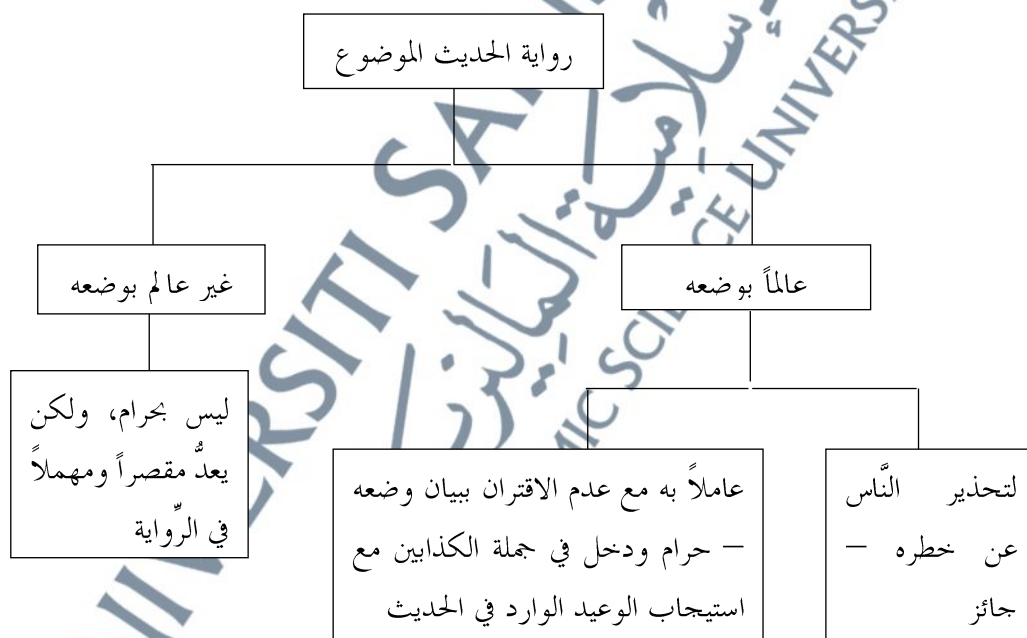 رواية الحديث الموضوع
عالماً بوضعه
غير عالم بوضعه
لتحذير النَّاس
عن خطره –
جائز
عاملاً به مع عدم الاقتران ببيان وضعه
– حرام ودخل في جملة الكذابين مع
استيجاب الوعيد الوارد في الحديث
ليس بحرام، ولكن
يعدُّ مقصراً ومهملاً
في الرِّواية